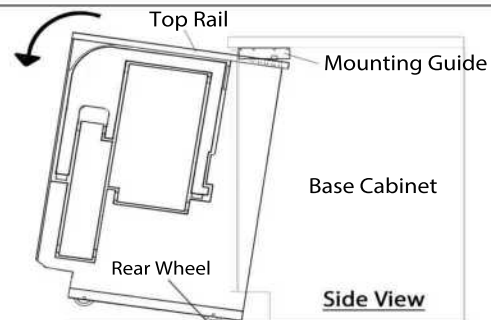 Top Rail
Mounting Guide
Base Cabinet
Rear Wheel
Side View